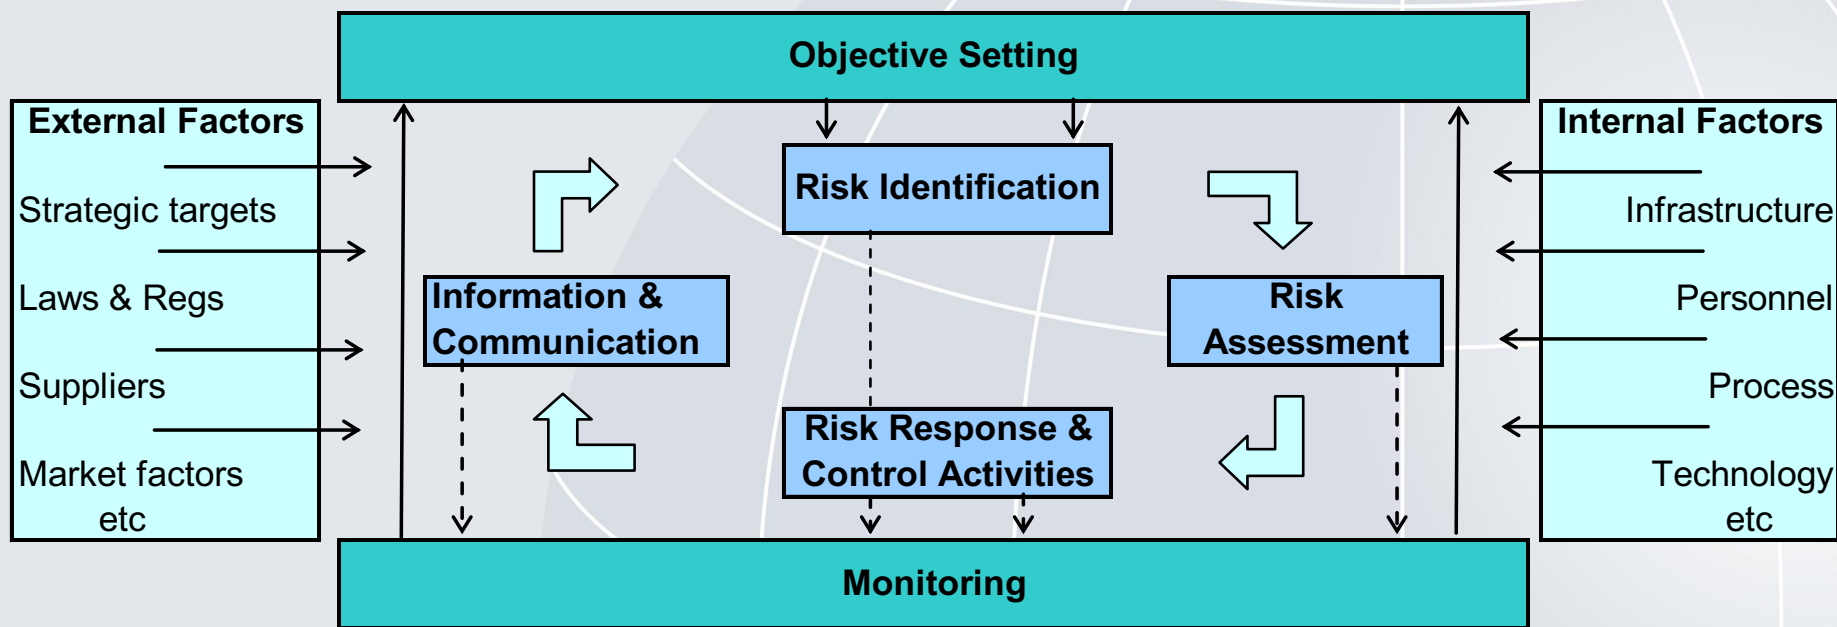 Objective Setting
External Factors
Strategic targets
Laws & Regs
Suppliers
Market factors
etc
Risk Identification
Information &
Communication
Risk
Assessment
Risk Response &
Control Activities
Internal Factors
Infrastructure
Personnel
Process
Technology
etc
Monitoring